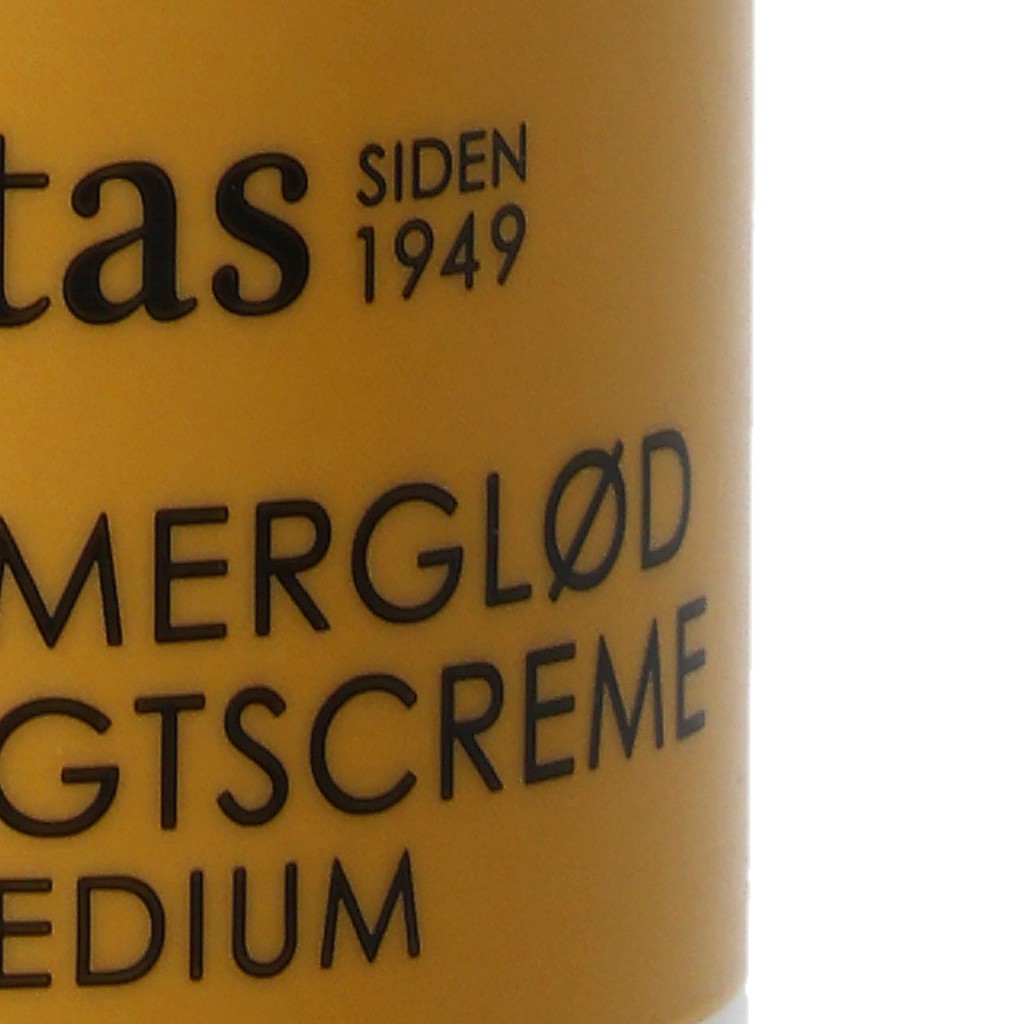 tas
SIDEN
1949
MERGLØD
GTSCREME
EDIUM